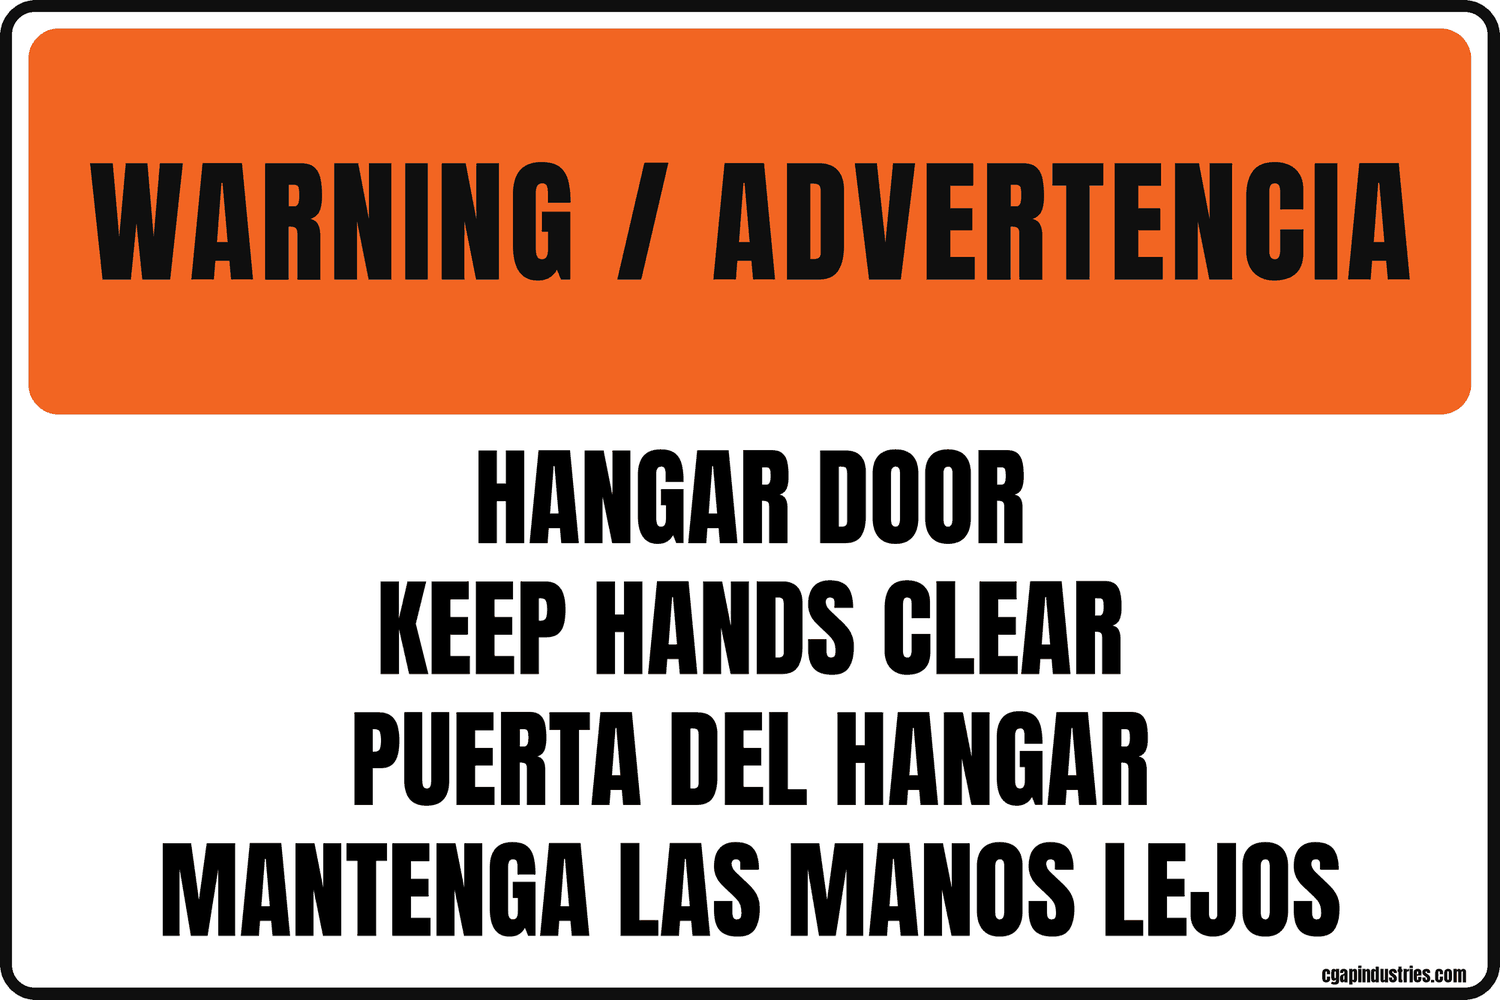 WARNING / ADVERTENCIA
HANGAR DOOR
KEEP HANDS CLEAR
PUERTA DEL HANGAR
MANTENGA LAS MANOS LEJOS
cgapindustries.com